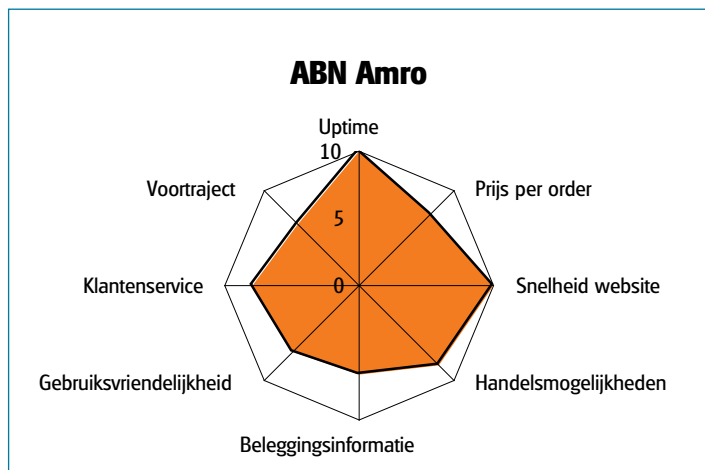 ABN Amro
Uptime
10
Voortraject
Prijs per order
5
Klantenservice
0
Snelheid website
Gebruiksvriendelijkheid
Handelsmogelijkheden
Beleggingsinformatie